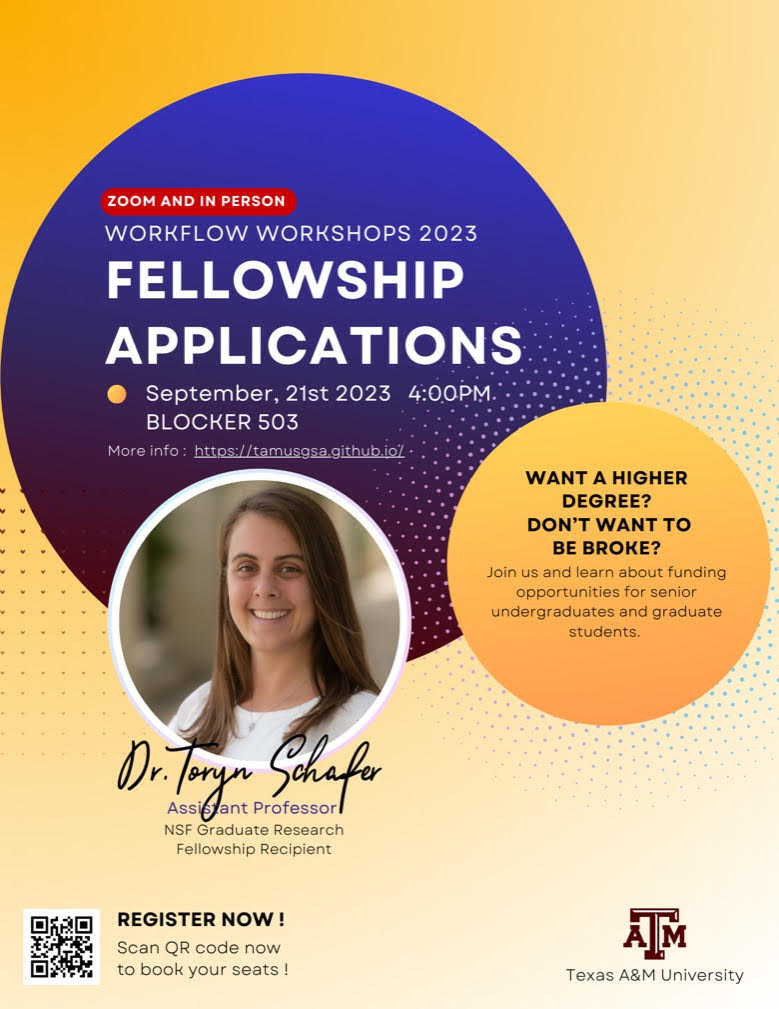 ZOOM AND IN PERSON
WORKFLOW WORKSHOPS 2023
FELLOWSHIP
APPLICATIONS
September, 21st 2023 4:00PM
BLOCKER 503
More info : https://tamusgsa.github.io/
WANT A HIGHER
DEGREE?
DON'T WANT TO
BE BROKE?
Join us and learn about funding
opportunities for senior
undergraduates and graduate
students.
Dr. Toryn Schafer
Assistant Professor
NSF Graduate Research
Fellowship Recipient
REGISTER NOW !
Scan QR code now
to book your seats !
ATM
Texas A&M University